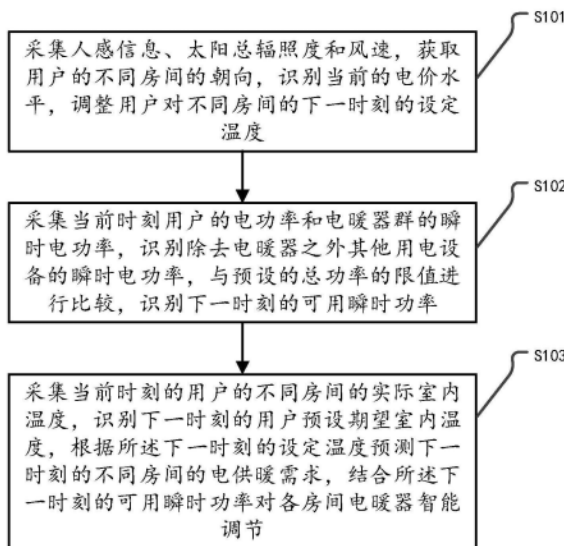 S101
采集人感信息、太阳总辐照度和风速，获取
用户的不同房间的朝向，识别当前的电价水
平，调整用户对不同房间的下一时刻的设定
温度
S102
采集当前时刻用户的电功率和电暖器群的瞬
时电功率，识别除去电暖器之外其他用电设
备的瞬时电功率，与预设的总功率的限值进
行比较，识别下一时刻的可用瞬时功率
S103
采集当前时刻的用户的不同房间的实际室内
温度，识别下一时刻的用户预设期望室内温
度，根据所述下一时刻的设定温度预测下一
时刻的不同房间的电供暖需求，结合所述下
一时刻的可用瞬时功率对各房间电暖器智能
调节